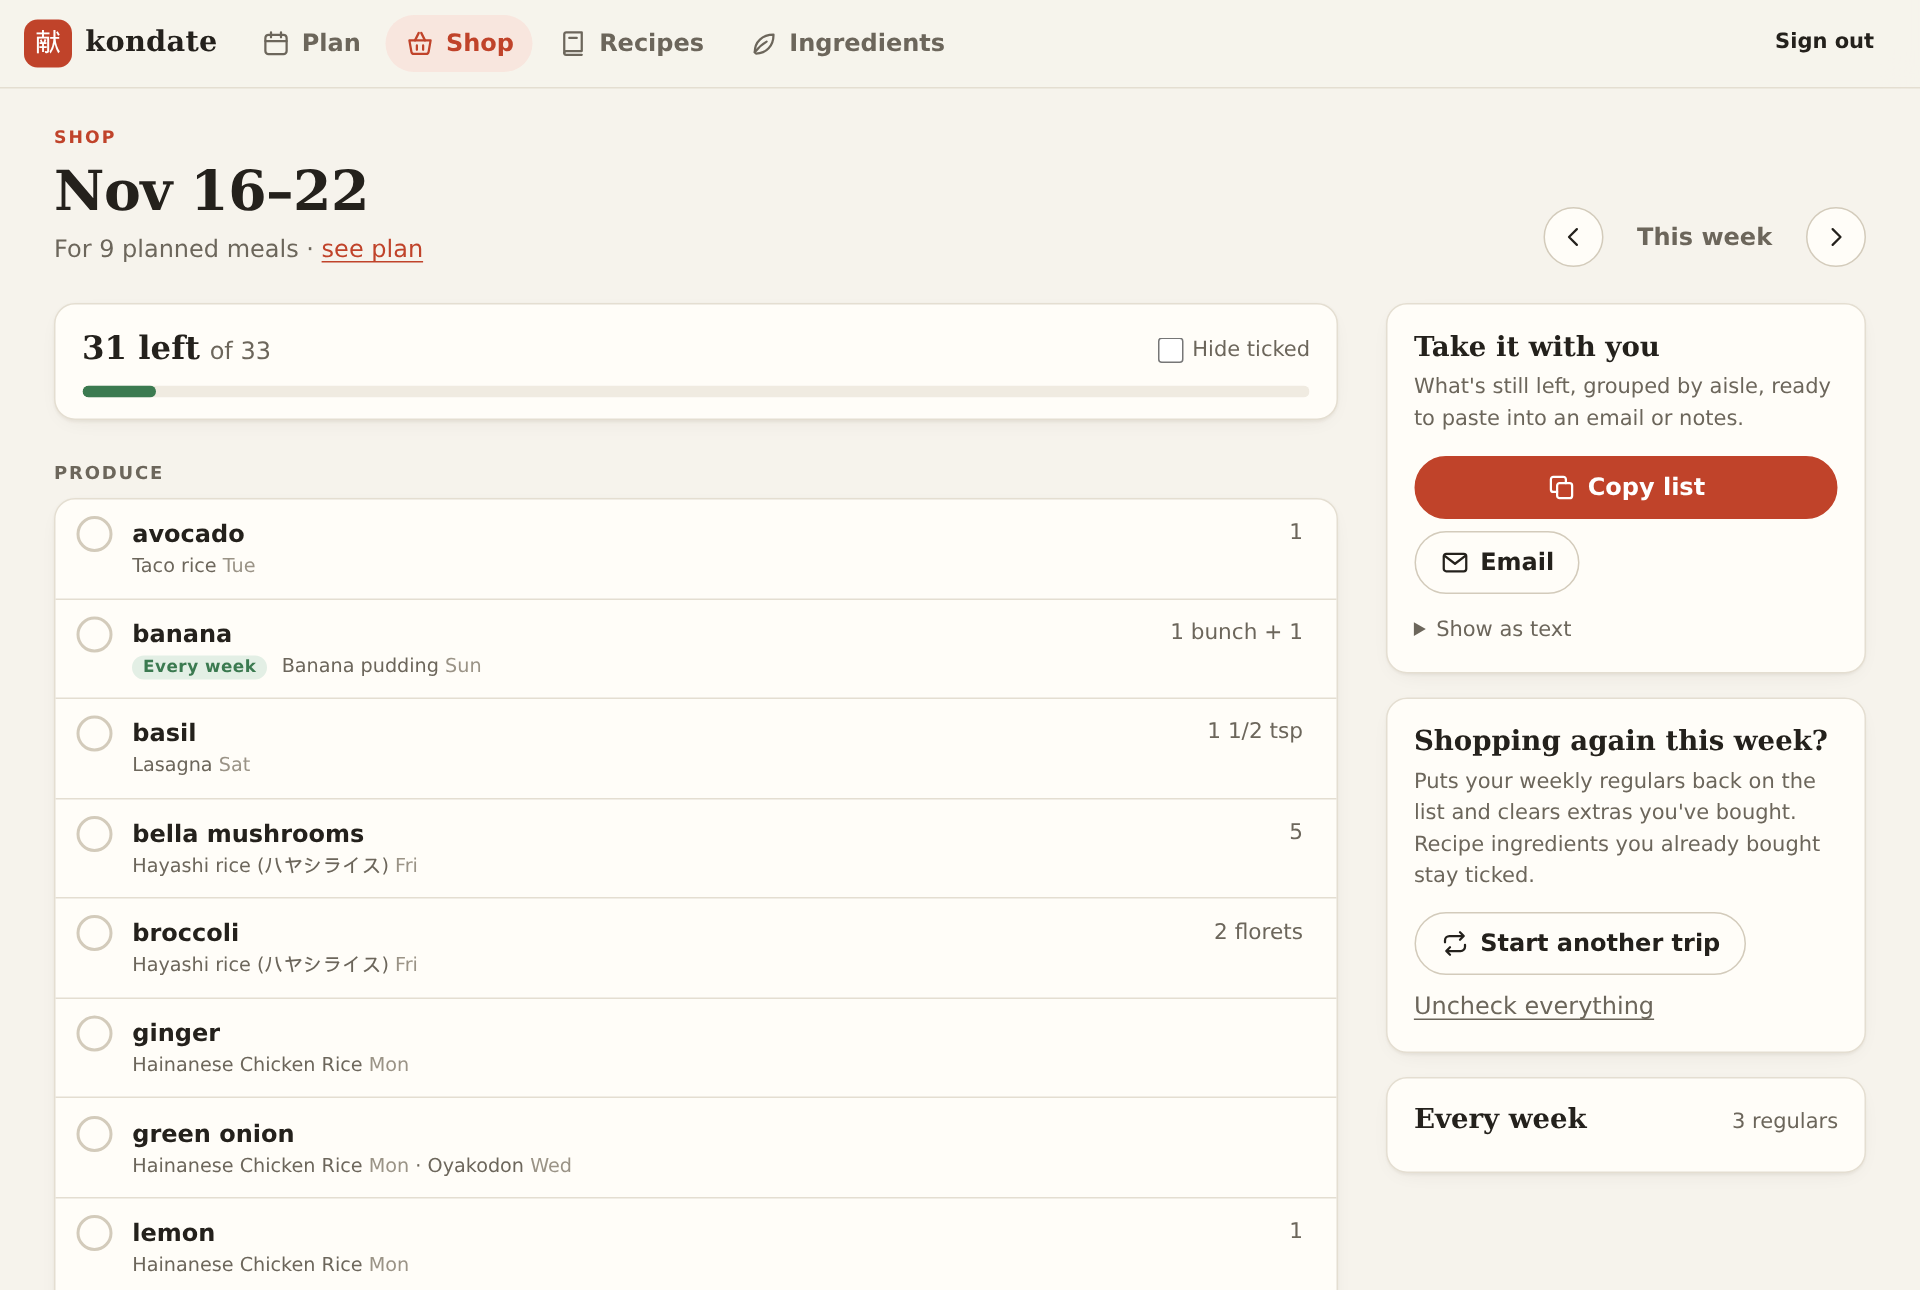 献 kondate Plan Shop Recipes Ingredients Sign out
SHOP
Nov 16–22
For 9 planned meals · see plan
This week
31 left of 33
Hide ticked
PRODUCE
avocado 1
Taco rice Tue
banana 1 bunch + 1
Every week Banana pudding Sun
basil 1 1/2 tsp
Lasagna Sat
bella mushrooms 5
Hayashi rice (ハヤシライス) Fri
broccoli 2 florets
Hayashi rice (ハヤシライス) Fri
ginger
Hainanese Chicken Rice Mon
green onion
Hainanese Chicken Rice Mon · Oyakodon Wed
lemon 1
Hainanese Chicken Rice Mon
Take it with you
What's still left, grouped by aisle, ready
to paste into an email or notes.
Copy list
Email
Show as text
Shopping again this week?
Puts your weekly regulars back on the
list and clears extras you've bought.
Recipe ingredients you already bought
stay ticked.
Start another trip
Uncheck everything
Every week 3 regulars